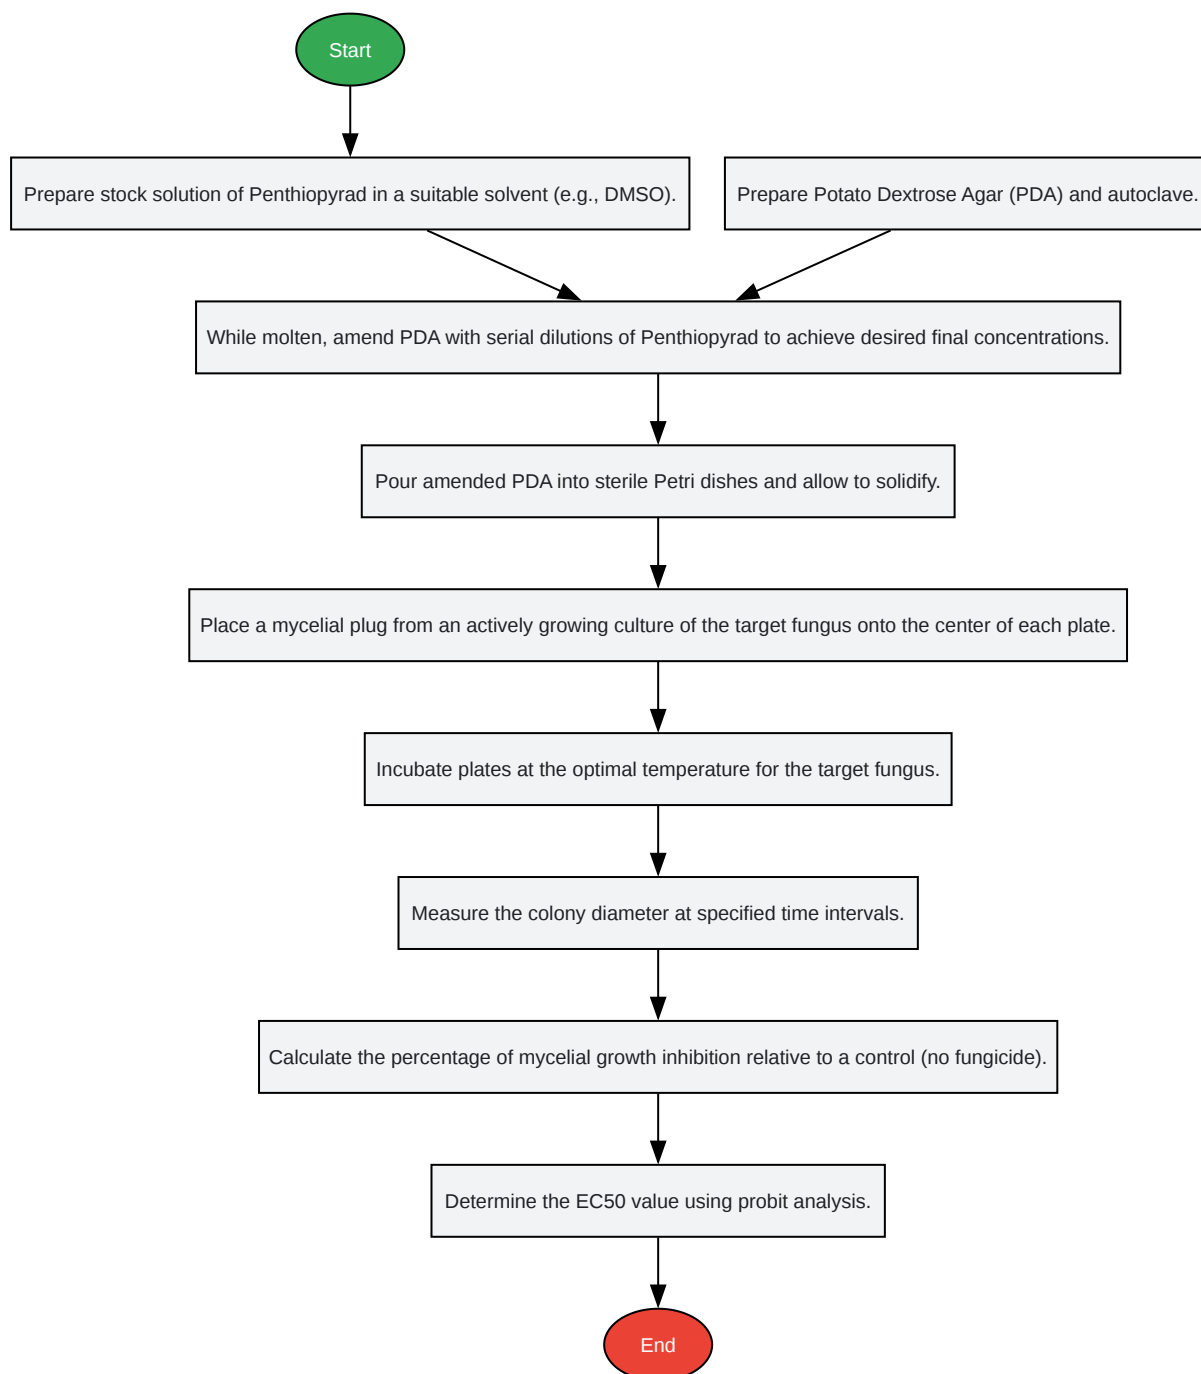 Start
Prepare stock solution of Penthiopyrad in a suitable solvent (e.g., DMSO).
Prepare Potato Dextrose Agar (PDA) and autoclave.
While molten, amend PDA with serial dilutions of Penthiopyrad to achieve desired final concentrations.
Pour amended PDA into sterile Petri dishes and allow to solidify.
Place a mycelial plug from an actively growing culture of the target fungus onto the center of each plate.
Incubate plates at the optimal temperature for the target fungus.
Measure the colony diameter at specified time intervals.
Calculate the percentage of mycelial growth inhibition relative to a control (no fungicide).
Determine the EC50 value using probit analysis.
End